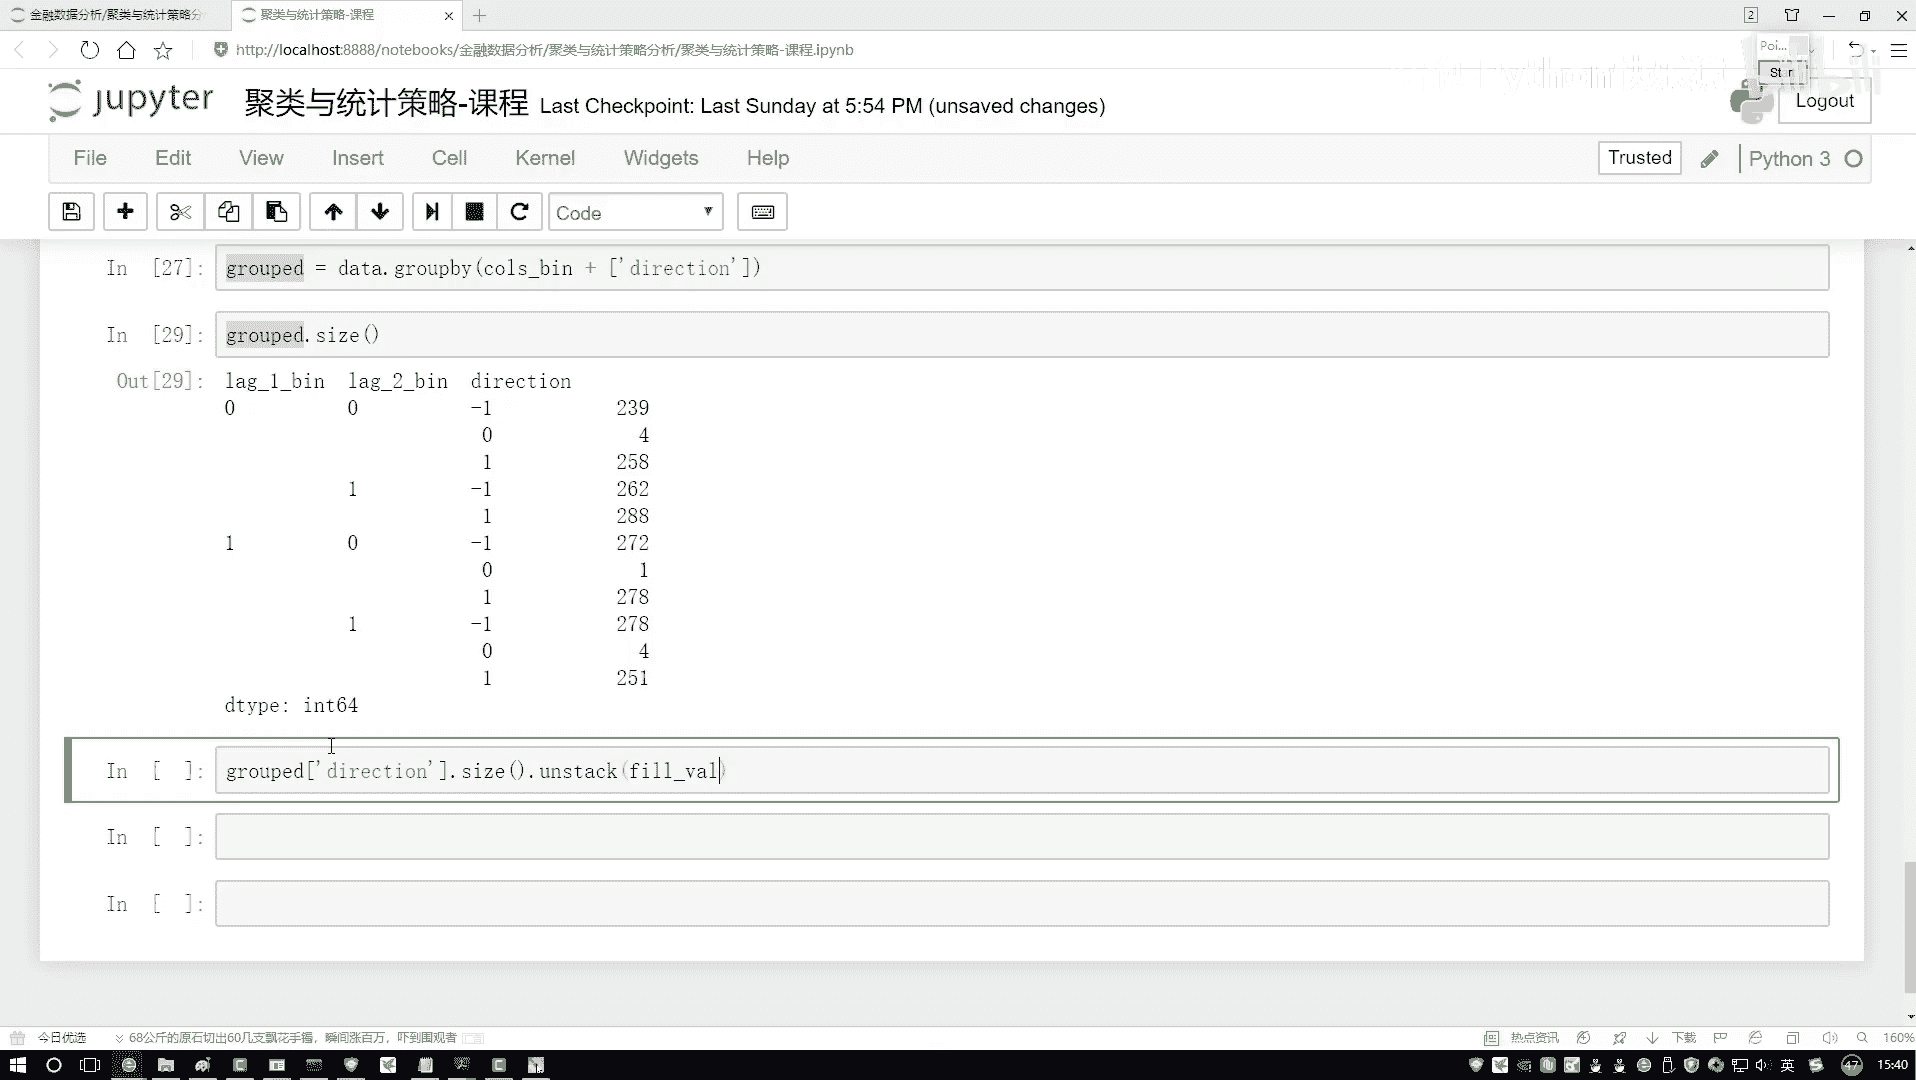 金融数据分析/聚类与统计策略分
聚类与统计策略-课程
2
http://localhost:8888/notebooks/金融数据分析/聚类与统计策略分析/聚类与统计策略-课程.ipynb
Poi...
jupyter 聚类与统计策略-课程 Last Checkpoint: Last Sunday at 5:54 PM (unsaved changes)
Logout
File Edit View Insert Cell Kernel Widgets Help
Trusted Python 3
Code
In [27]: grouped = data.groupby(cols_bin + ['direction'])
In [29]: grouped.size()
Out[29]: lag_1_bin lag_2_bin direction
0 0 -1 239
0 4
1 258
1 -1 262
1 288
1 0 -1 272
0 1
1 278
1 -1 278
0 4
1 251
dtype: int64
In [ ]: grouped['direction'].size().unstack(fill_val)
In [ ]:
In [ ]:
今日优选 68公斤的原石切出60几支飘花手镯，瞬间涨百万，吓到围观者
热点资讯 下载 160%
英 47 15:40